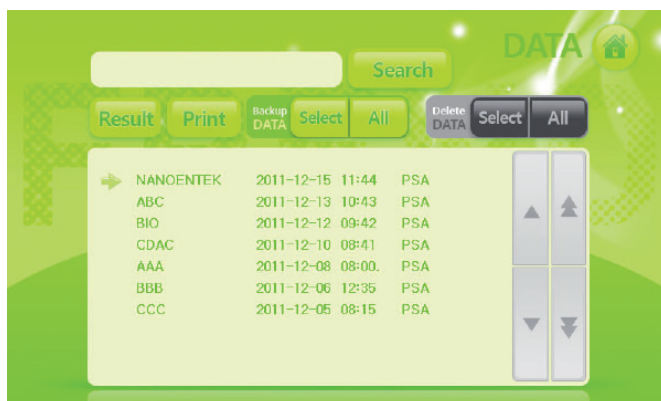 DATA
Search
Result Print Backup DATA Select All Delete DATA Select All
NANOENTEK 2011-12-15 11:44 PSA
ABC 2011-12-13 10:43 PSA
BIO 2011-12-12 09:42 PSA
CDAC 2011-12-10 08:41 PSA
AAA 2011-12-08 08:00. PSA
BBB 2011-12-06 12:35 PSA
CCC 2011-12-05 08:15 PSA